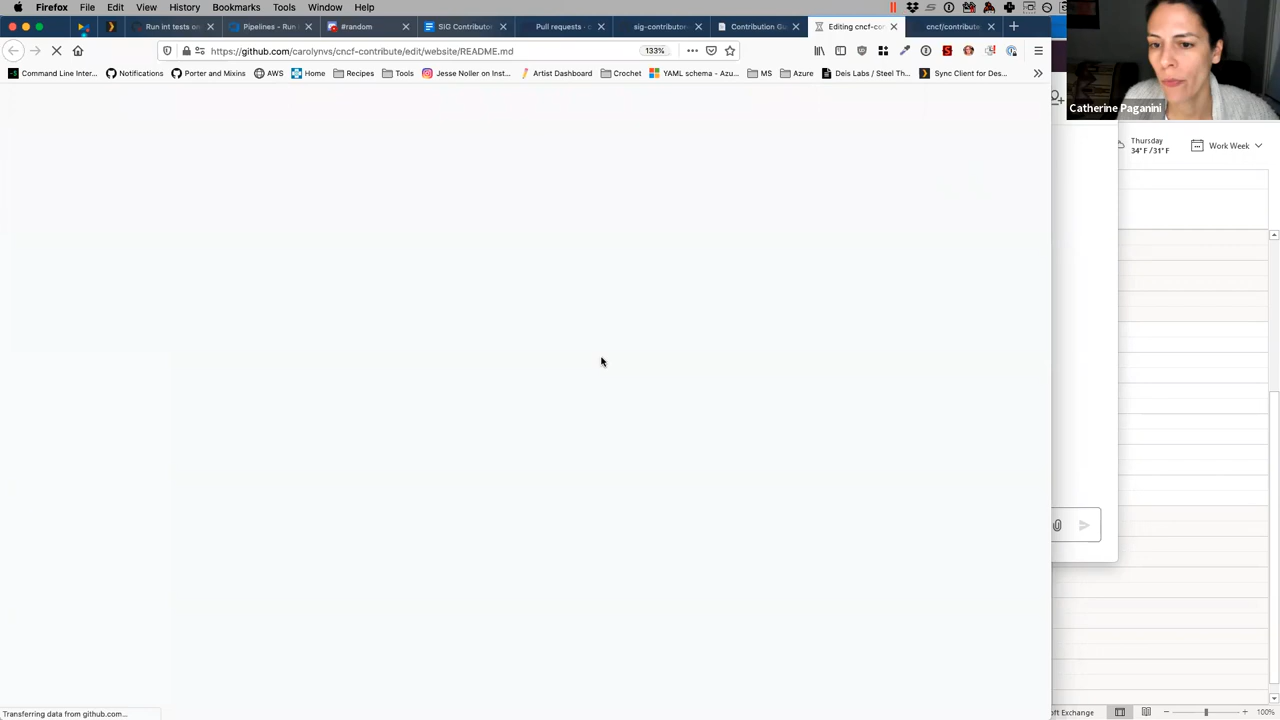 Firefox File Edit View History Bookmarks Tools Window Help
Run int tests on
Pipelines - Run
#random
SIG Contributor
Pull requests · c
sig-contributor
Contribution Gui
Editing cncf-con
cncf/contribute
https://github.com/carolynvs/cncf-contribute/edit/website/README.md
133%
Command Line Inter...
Notifications
Porter and Mixins
AWS
Home
Recipes
Tools
Jesse Noller on Inst...
Artist Dashboard
Crochet
YAML schema - Azu...
MS
Azure
Deis Labs / Steel Th...
Sync Client for Des...
Catherine Paganini
Thursday
34°F/31°F
Work Week
Transferring data from github.com...
oft Exchange
100%